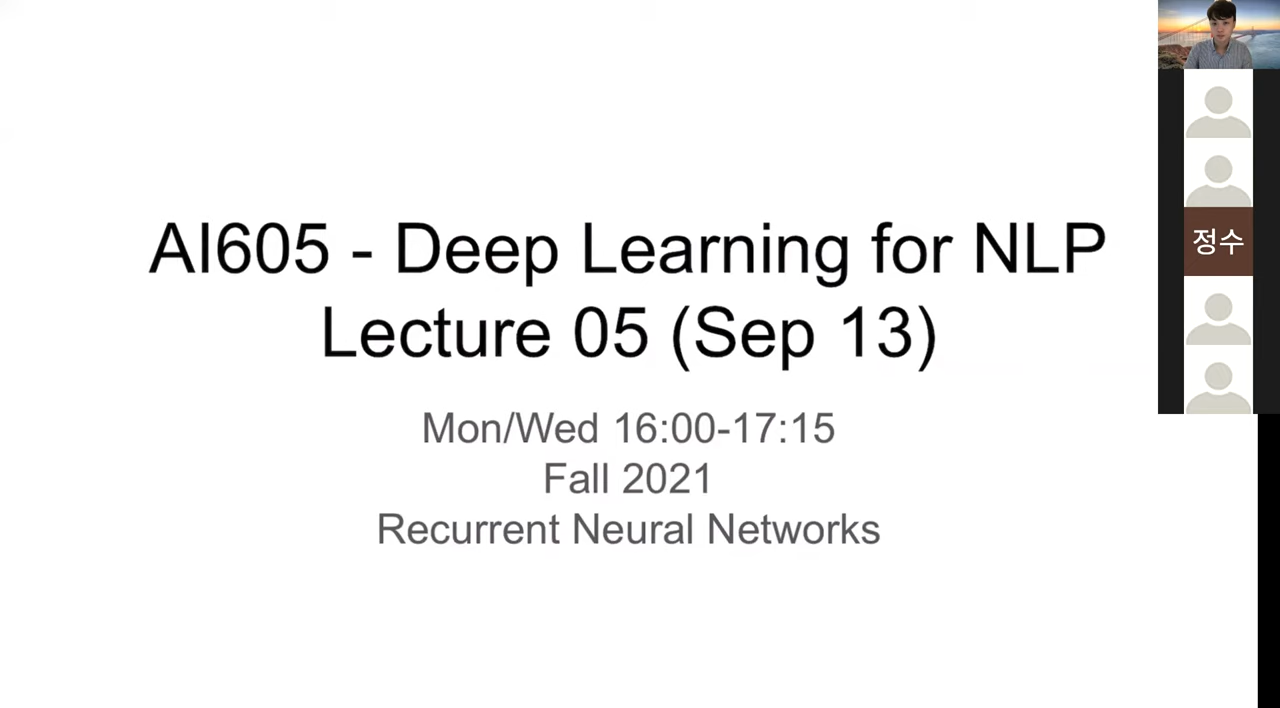 AI605 - Deep Learning for NLP
Lecture 05 (Sep 13)
Mon/Wed 16:00-17:15
Fall 2021
Recurrent Neural Networks
정수